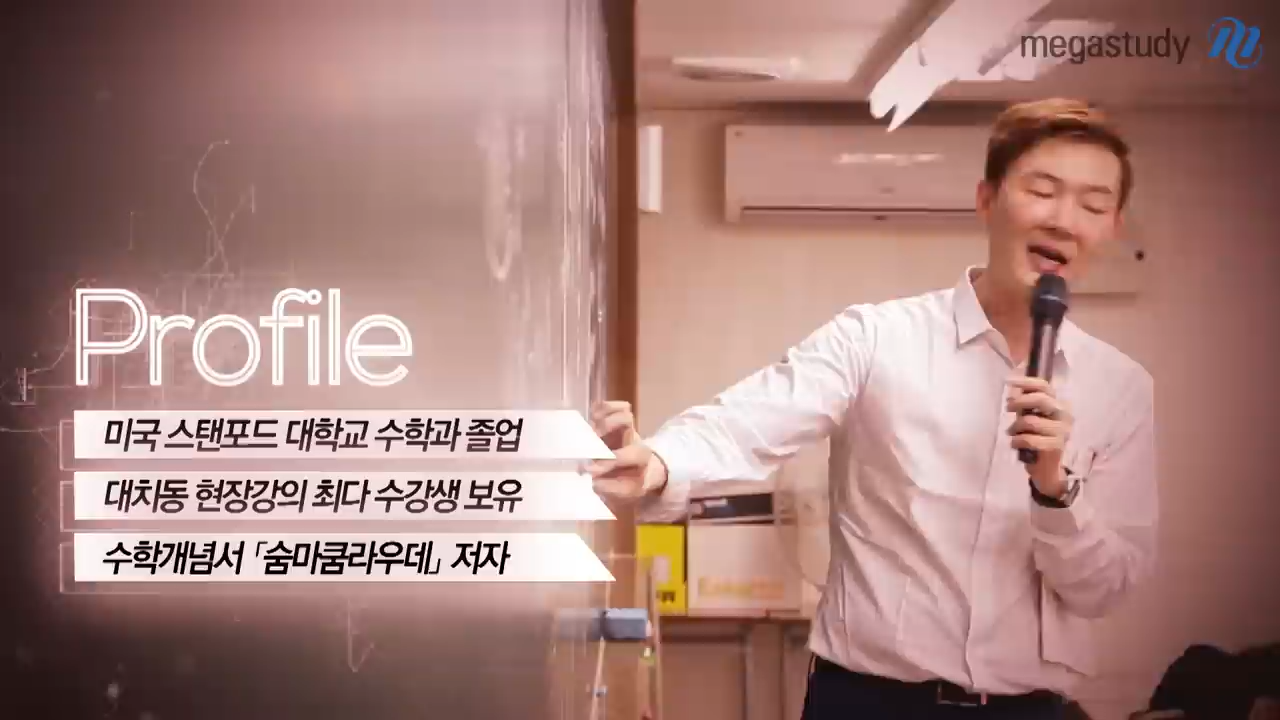 megastudy
Profile
미국 스탠포드 대학교 수학과 졸업
대치동 현장강의 최다 수강생 보유
수학개념서 「숨마쿰라우데」 저자